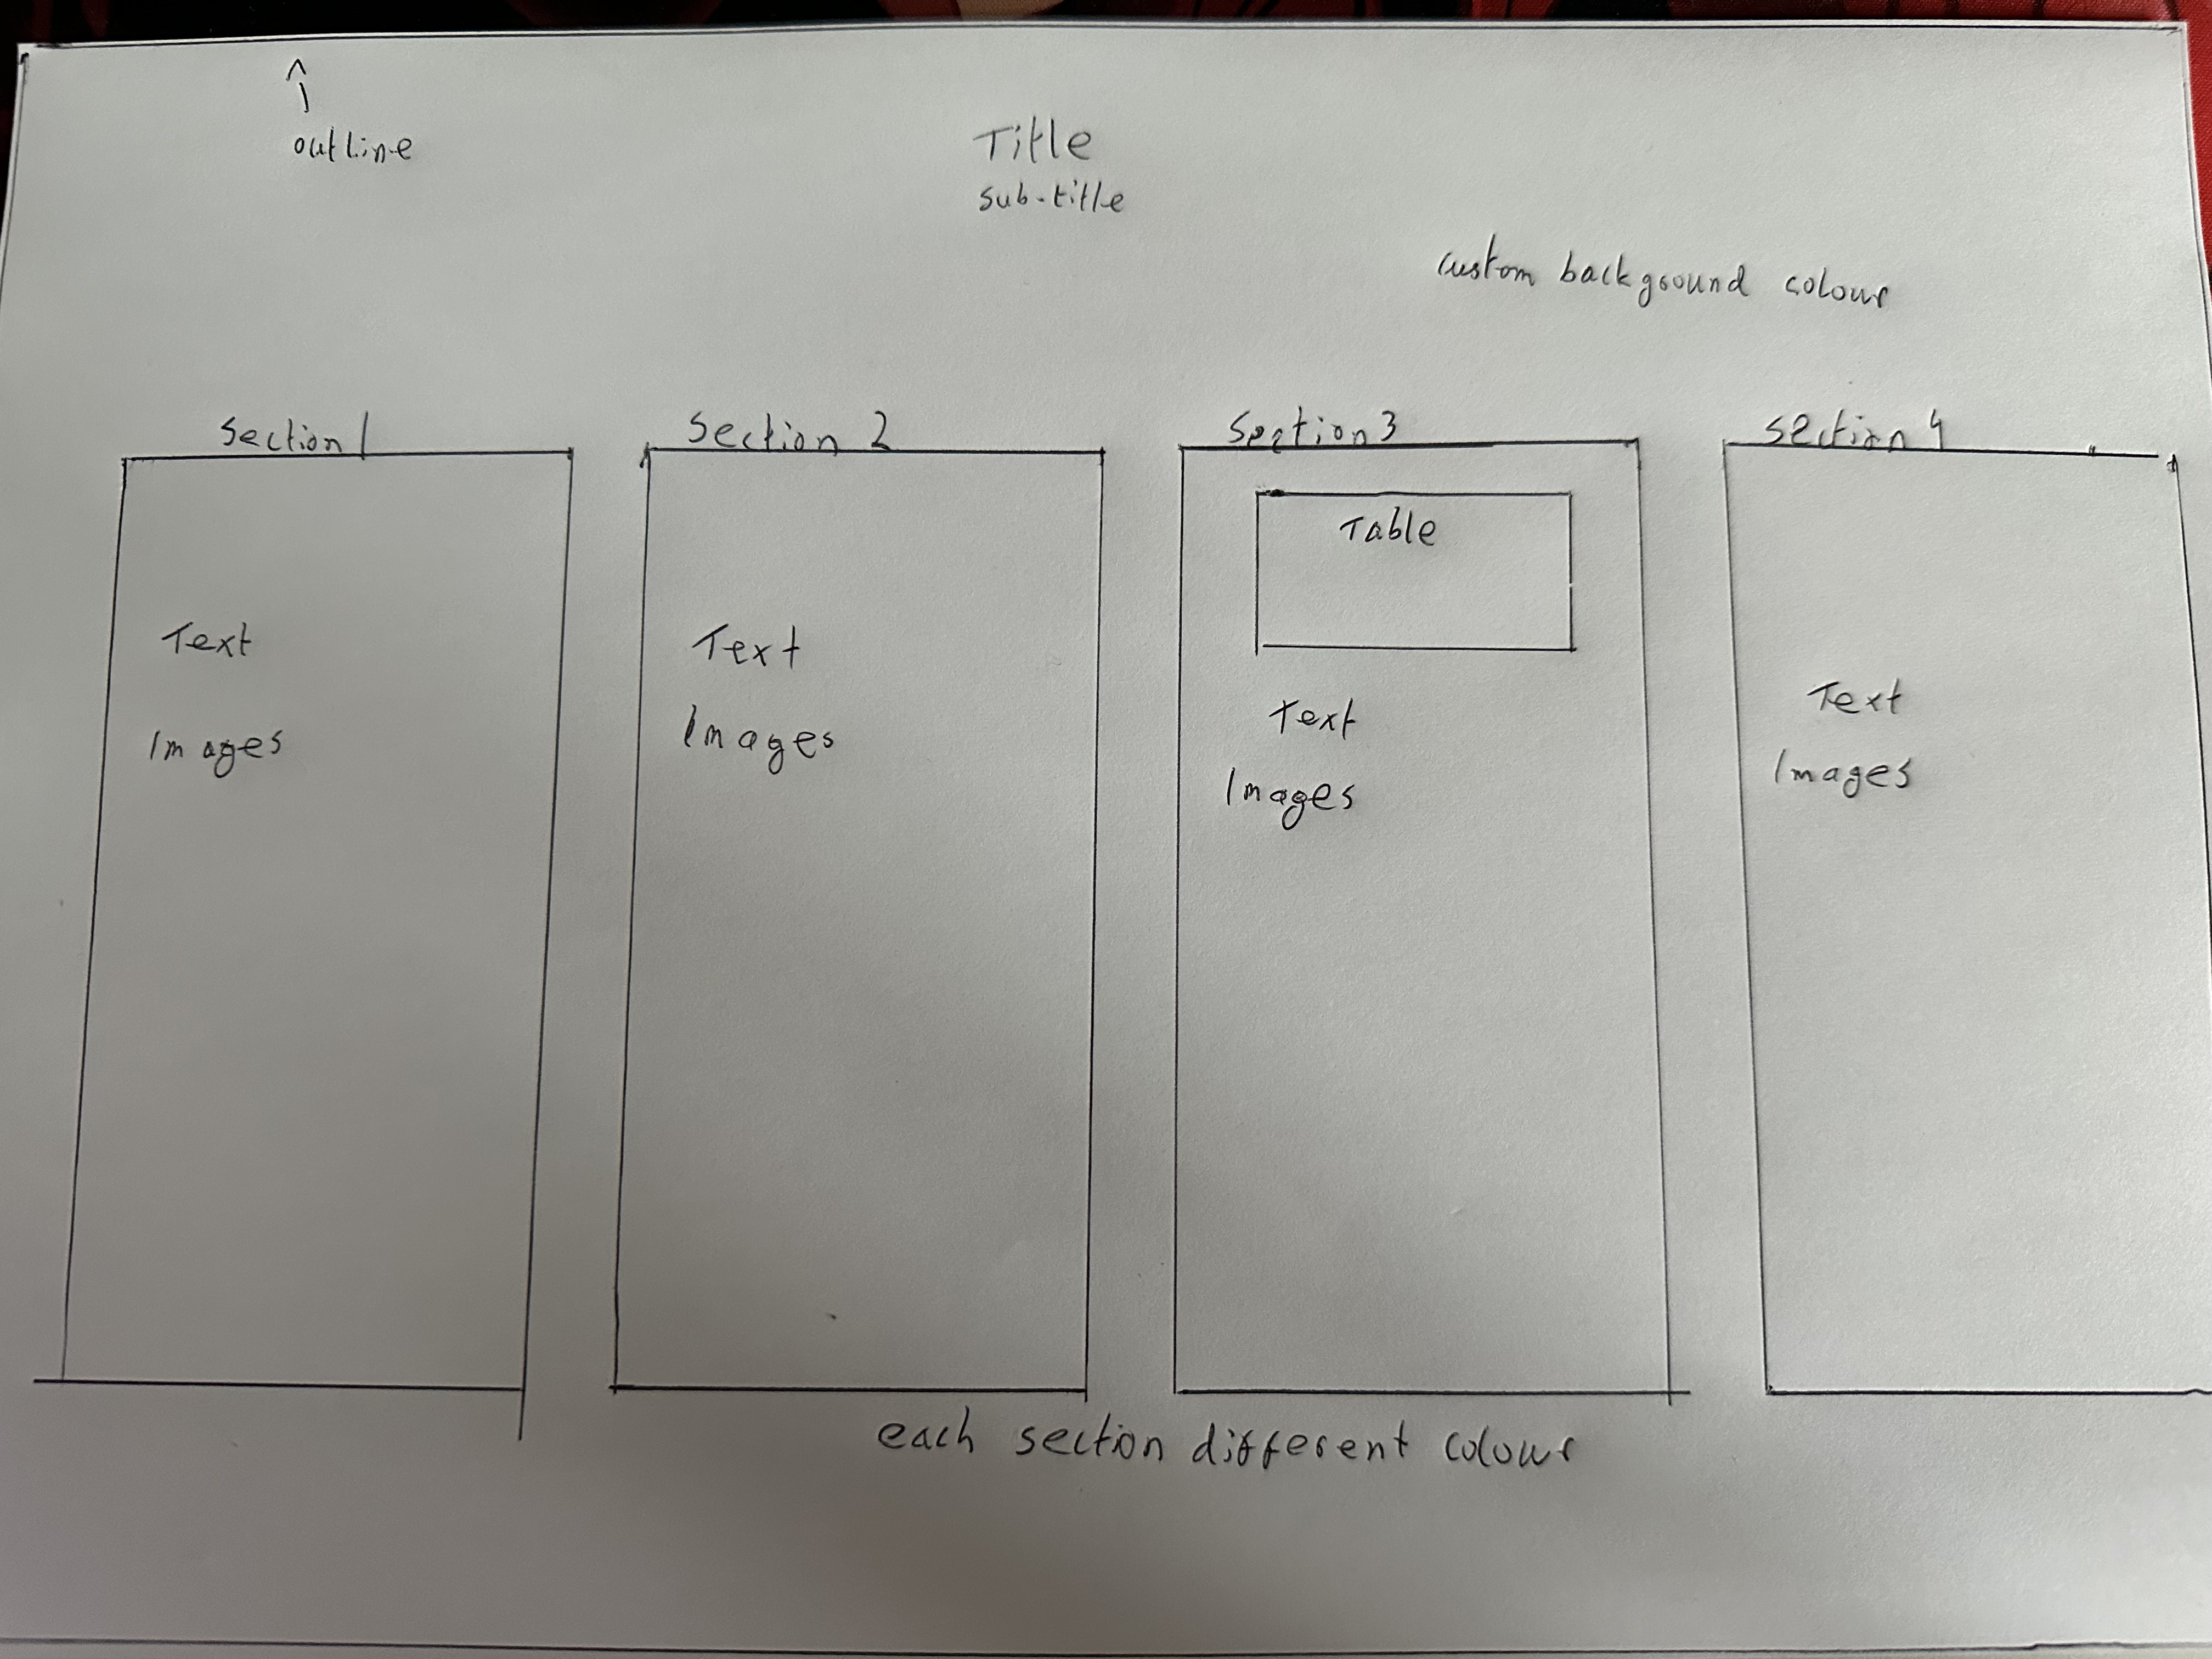 outline
Title
sub-title
custom background colour
Section 1
Section 2
Section 3
Section 4
Table
Text
Images
Text
Images
Text
Images
Text
Images
each section different colour